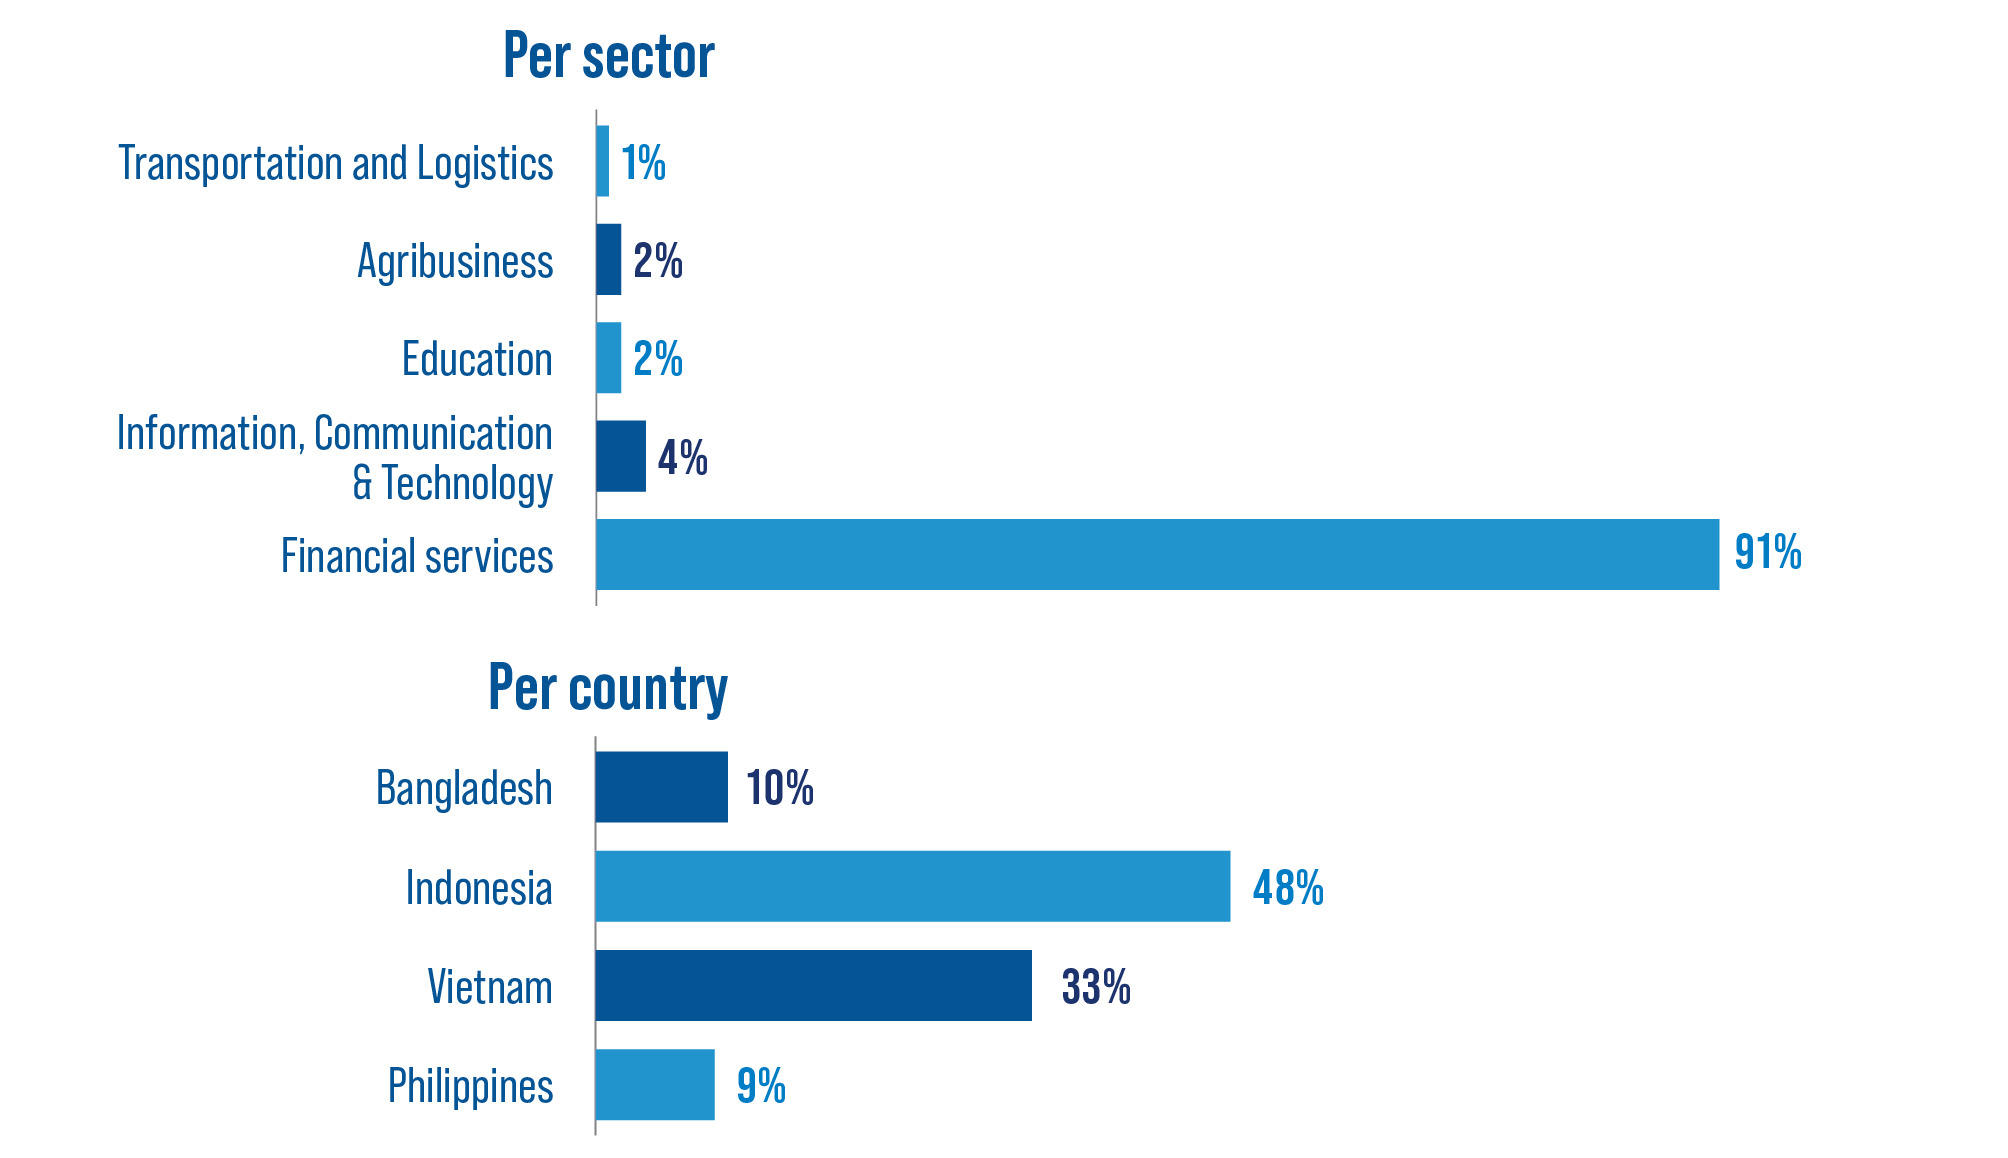 Per sector
Transportation and Logistics 1%
Agribusiness 2%
Education 2%
Information, Communication
& Technology 4%
Financial services 91%
Per country
Bangladesh 10%
Indonesia 48%
Vietnam 33%
Philippines 9%